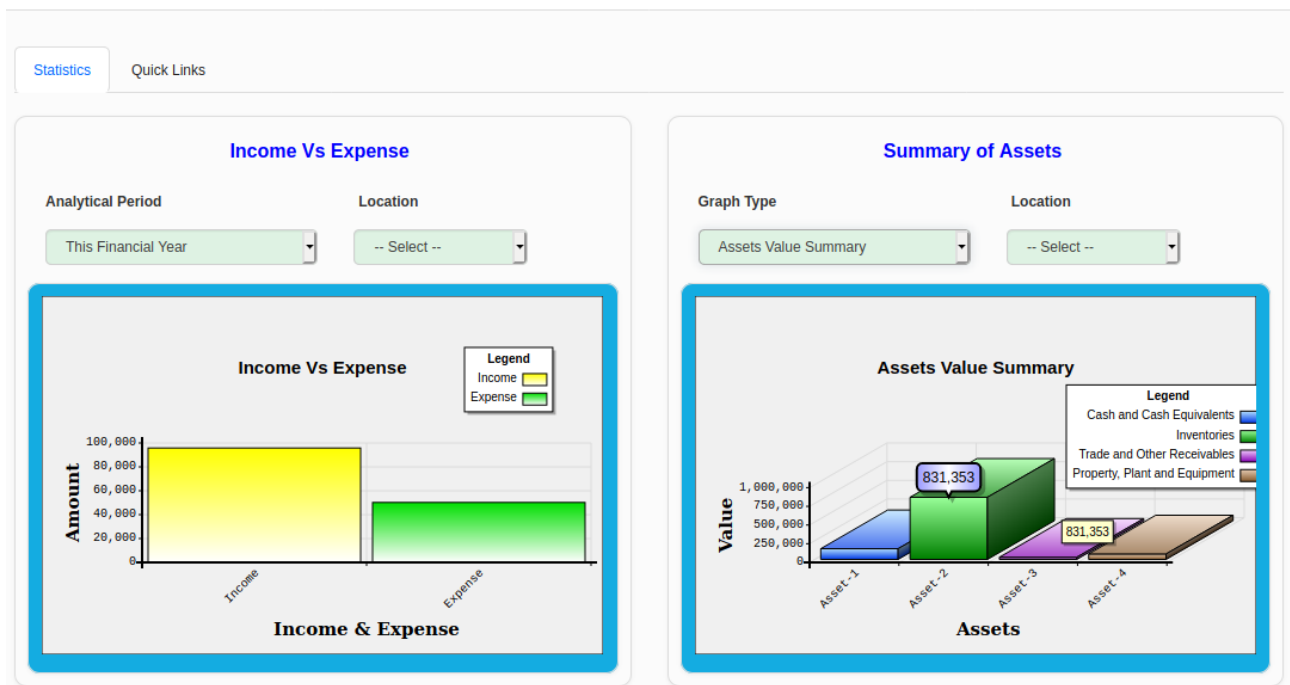 Statistics
Quick Links
Income Vs Expense
Analytical Period
Location
This Financial Year
-- Select --
Income Vs Expense
Legend
Income
Expense
Amount
100,000
80,000
60,000
40,000
20,000
0
Income
Expense
Income & Expense
Summary of Assets
Graph Type
Location
Assets Value Summary
-- Select --
Assets Value Summary
Legend
Cash and Cash Equivalents
Inventories
Trade and Other Receivables
Property, Plant and Equipment
Value
1,000,000
750,000
500,000
250,000
0
831,353
831,353
Asset-1
Asset-2
Asset-3
Asset-4
Assets